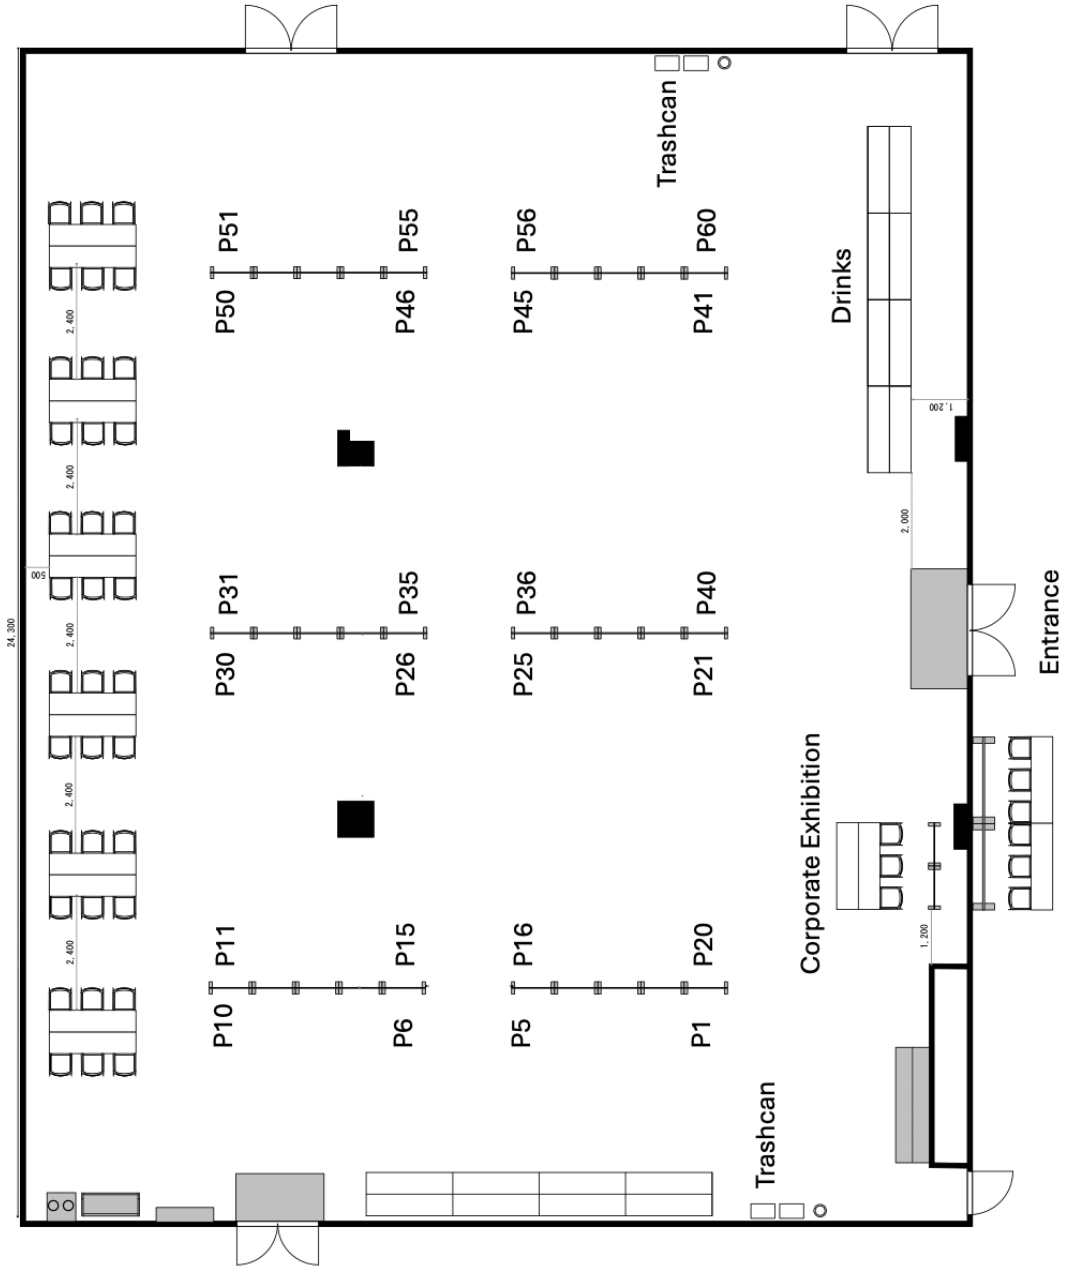 Trashcan
P51
P55
P56
P60
P50
P46
P45
P41
Drinks
2,400
2,400
2,400
2,400
2,400
500
24,300
1,200
2,000
P31
P35
P36
P40
P30
P26
P25
P21
Entrance
Corporate Exhibition
1,200
P11
P15
P16
P20
P10
P6
P5
P1
Trashcan